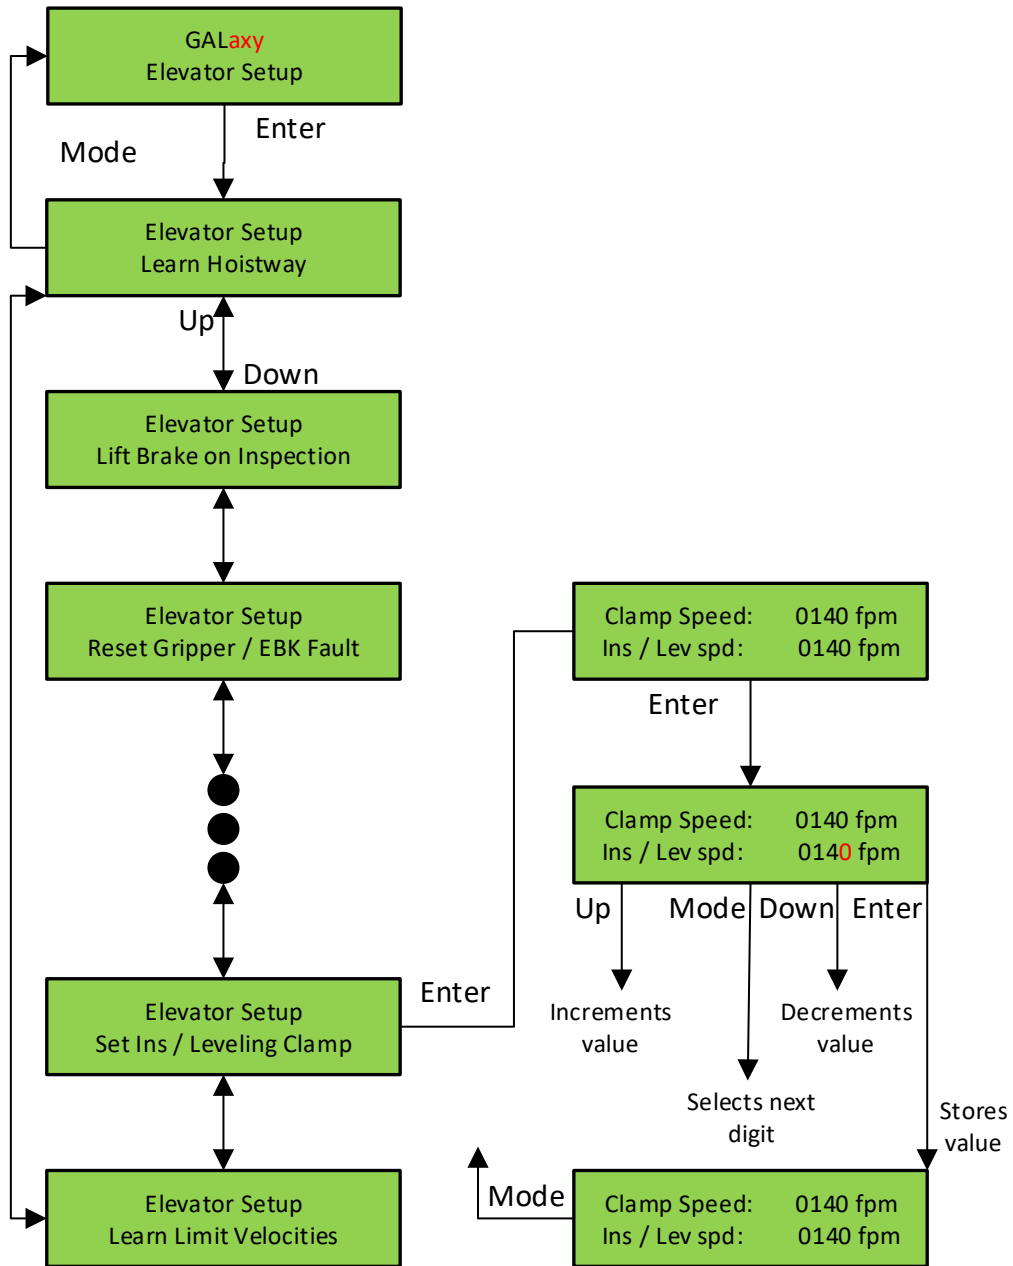 GALaxy
Elevator Setup
Enter
Mode
Elevator Setup
Learn Hoistway
Up
Down
Elevator Setup
Lift Brake on Inspection
Elevator Setup
Reset Gripper / EBK Fault
Elevator Setup
Set Ins / Leveling Clamp
Enter
Elevator Setup
Learn Limit Velocities
Clamp Speed: 0140 fpm
Ins / Lev spd: 0140 fpm
Enter
Clamp Speed: 0140 fpm
Ins / Lev spd: 0140 fpm
Up
Mode
Down
Enter
Increments
value
Decrements
value
Selects next
digit
Stores
value
Mode
Clamp Speed: 0140 fpm
Ins / Lev spd: 0140 fpm